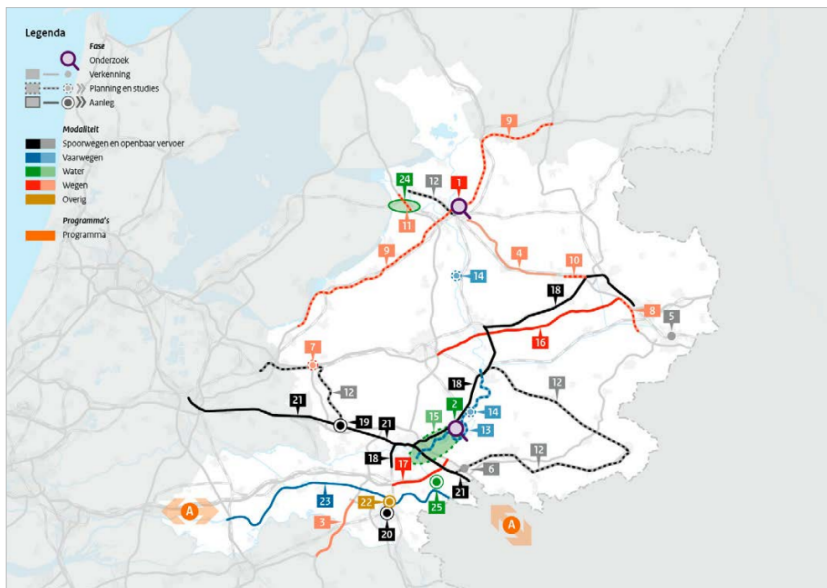 Legenda
Fase
Onderzoek
Verkenning
Planning en studies
Aanleg
Modaliteit
Spoorwegen en openbaar vervoer
Vaarwegen
Water
Wegen
Overig
Programma's
Programma
9
24
12
1
11
9
4
10
14
18
8
5
16
7
12
18
12
21
2
14
15
19
21
13
18
17
12
6
21
23
22
25
A
3
20
A